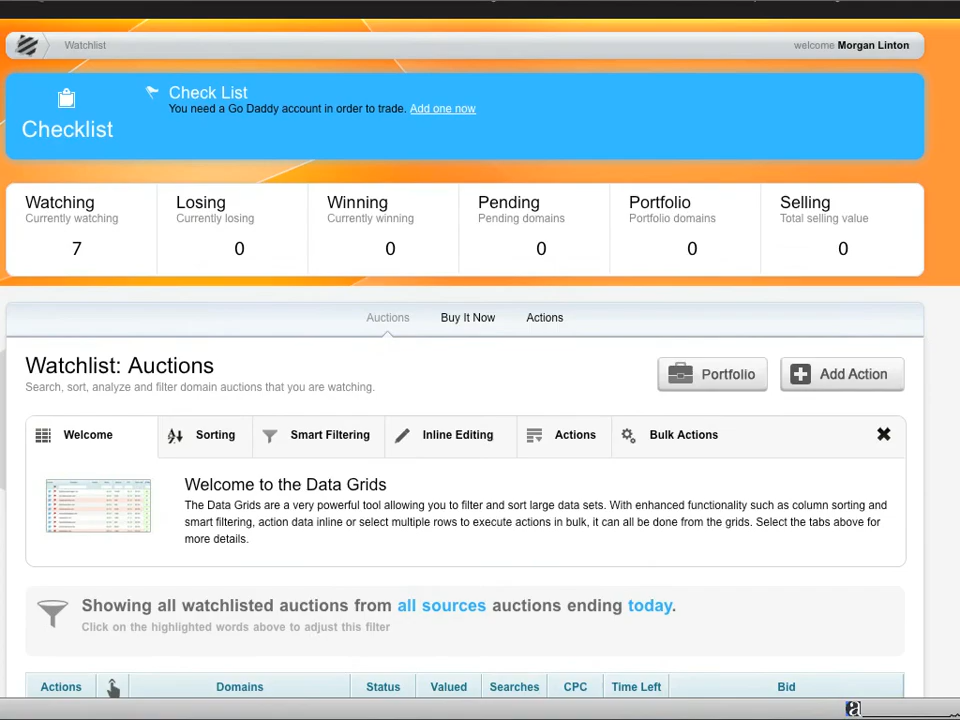 Watchlist
welcome Morgan Linton
Checklist
Check List
You need a Go Daddy account in order to trade. Add one now
Watching
Currently watching
7
Losing
Currently losing
0
Winning
Currently winning
0
Pending
Pending domains
0
Portfolio
Portfolio domains
0
Selling
Total selling value
0
Auctions Buy It Now Actions
Watchlist: Auctions
Search, sort, analyze and filter domain auctions that you are watching.
Portfolio
Add Action
Welcome Sorting Smart Filtering Inline Editing Actions Bulk Actions
Welcome to the Data Grids
The Data Grids are a very powerful tool allowing you to filter and sort large data sets. With enhanced functionality such as column sorting and
smart filtering, action data inline or select multiple rows to execute actions in bulk, it can all be done from the grids. Select the tabs above for
more details.
Showing all watchlisted auctions from all sources auctions ending today.
Click on the highlighted words above to adjust this filter
Actions Domains Status Valued Searches CPC Time Left Bid
a